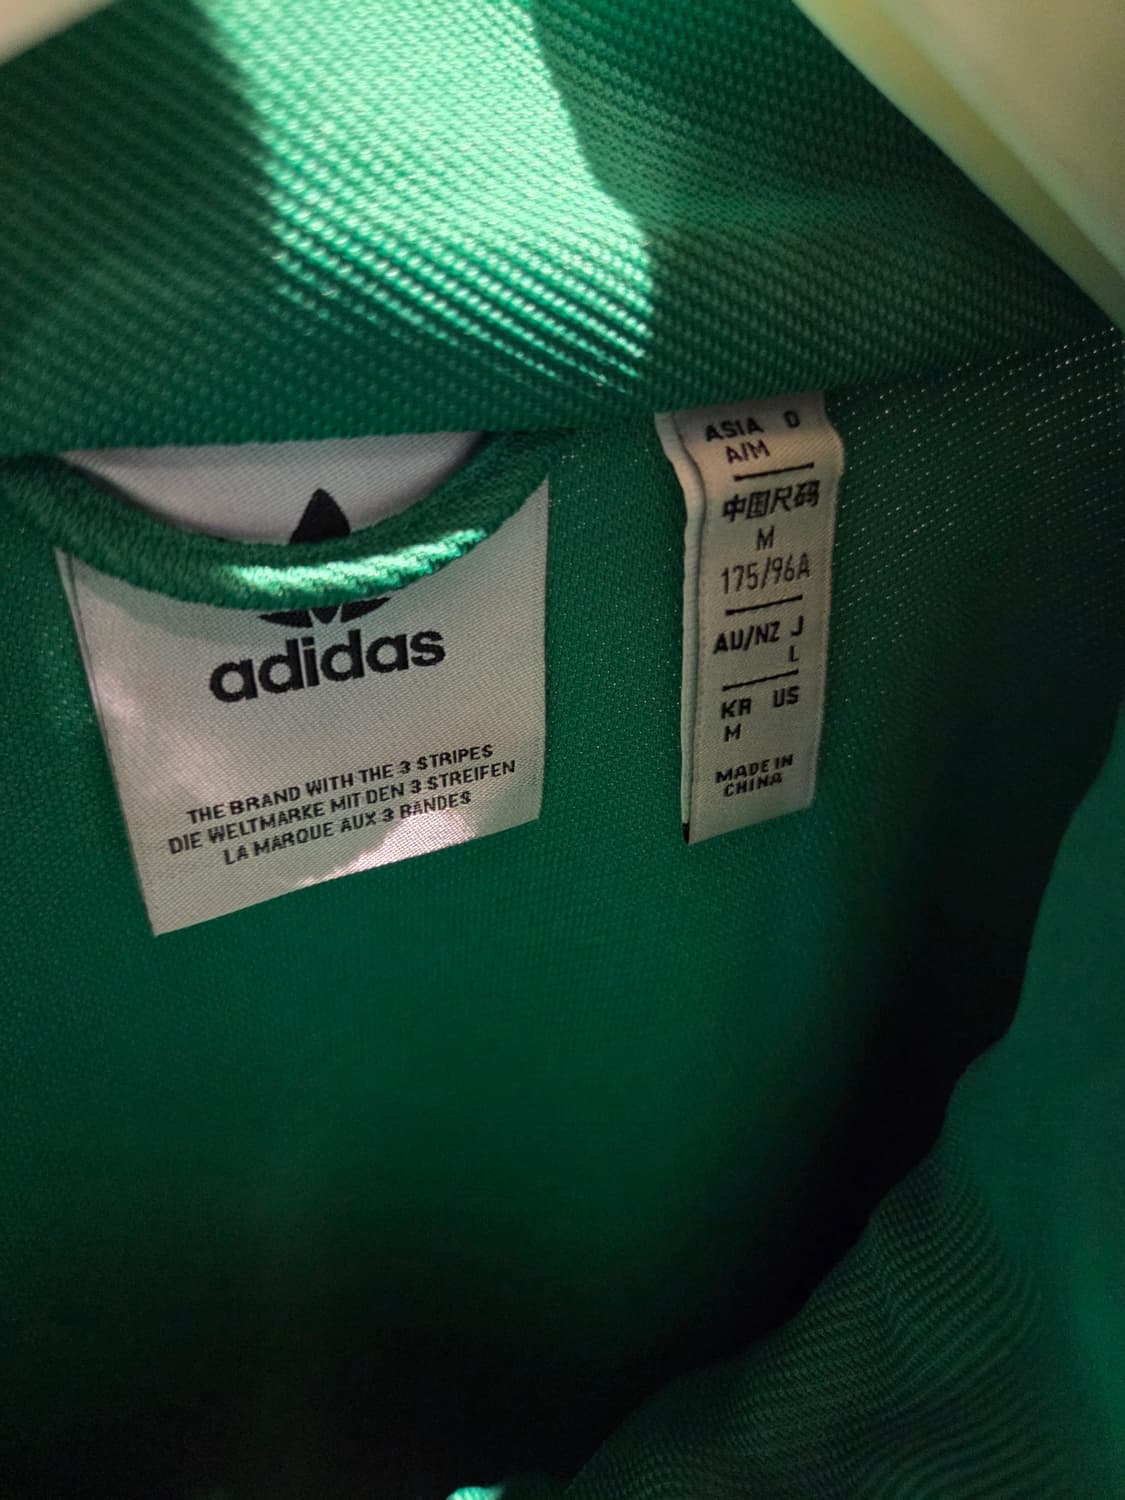 adidas
THE BRAND WITH THE 3 STRIPES
DIE WELTMARKE MIT DEN 3 STREIFEN
LA MARQUE AUX 3 BANDES
ASIA D
A/M
中国尺码
M
175/96A
AU/NZ J
L
KR US
M
MADE IN
CHINA